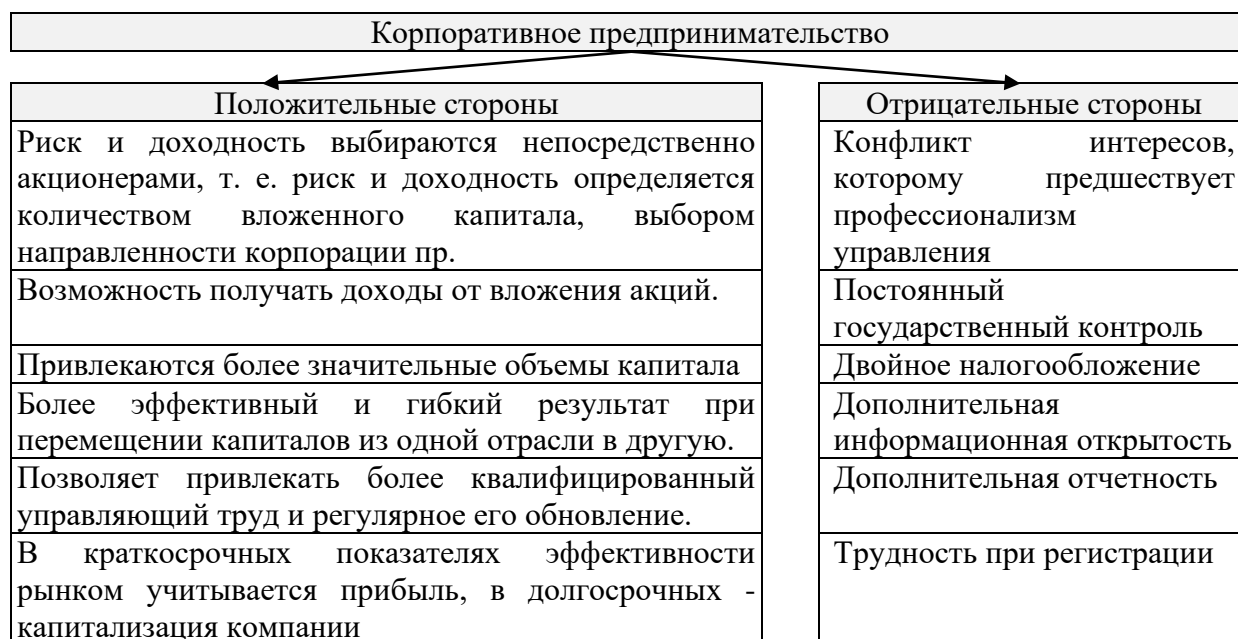 Корпоративное предпринимательство
Положительные стороны
Риск и доходность выбираются непосредственно
акционерами, т. е. риск и доходность определяется
количеством вложенного капитала, выбором
направленности корпорации пр.
Возможность получать доходы от вложения акций.
Привлекаются более значительные объемы капитала
Более эффективный и гибкий результат при
перемещении капиталов из одной отрасли в другую.
Позволяет привлекать более квалифицированный
управляющий труд и регулярное его обновление.
В краткосрочных показателях эффективности
рынком учитывается прибыль, в долгосрочных -
капитализация компании
Отрицательные стороны
Конфликт интересов,
которому предшествует
профессионализм
управления
Постоянный
государственный контроль
Двойное налогообложение
Дополнительная
информационная открытость
Дополнительная отчетность
Трудность при регистрации